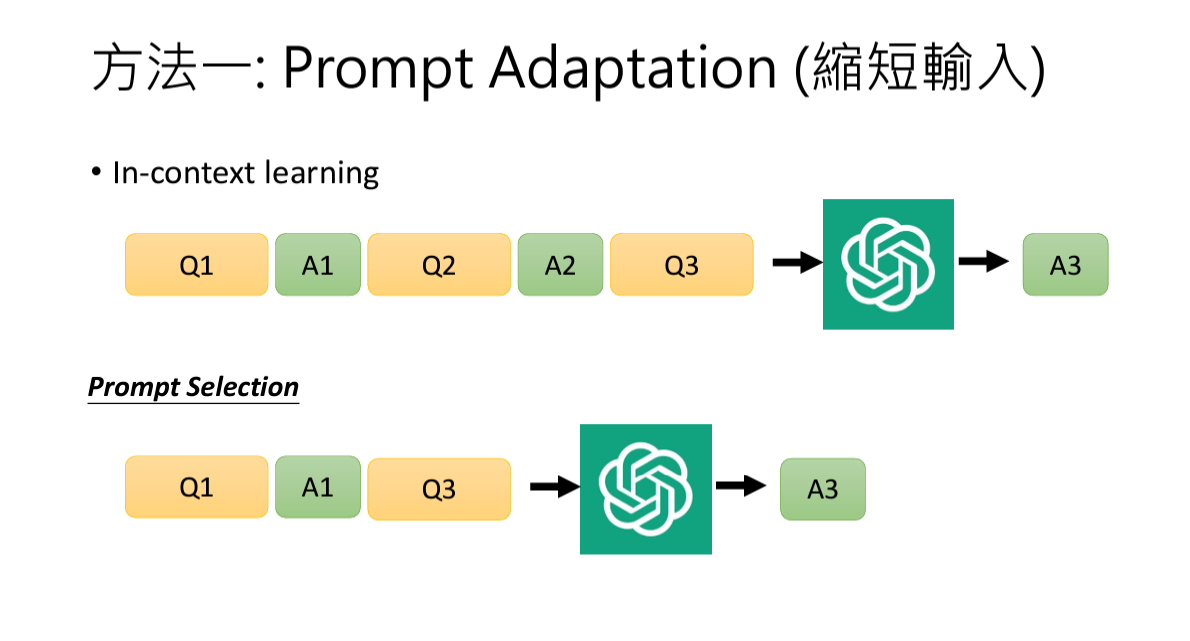 方法一: Prompt Adaptation (縮短輸入)
• In-context learning
Q1 A1 Q2 A2 Q3 A3
Prompt Selection
Q1 A1 Q3 A3